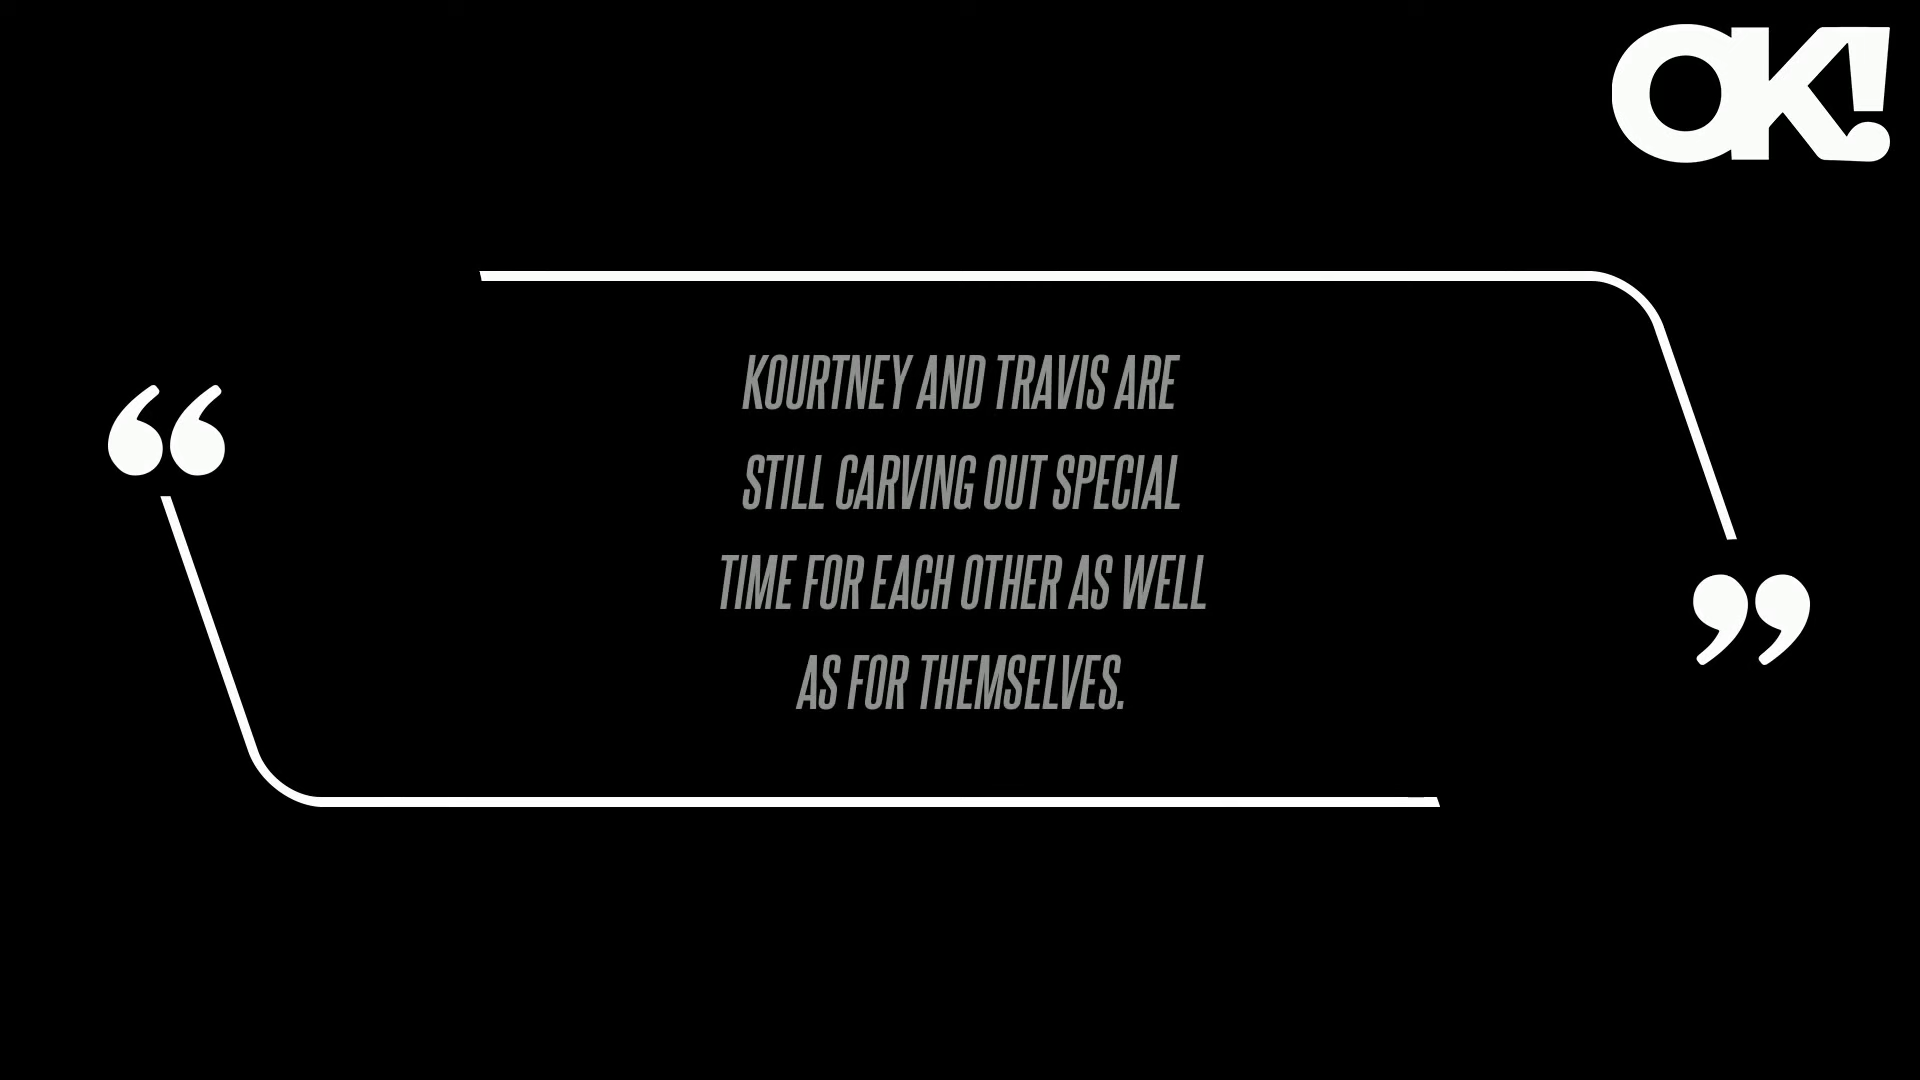 OK!
“
KOURTNEY AND TRAVIS ARE
STILL CARVING OUT SPECIAL
TIME FOR EACH OTHER AS WELL
AS FOR THEMSELVES.
”